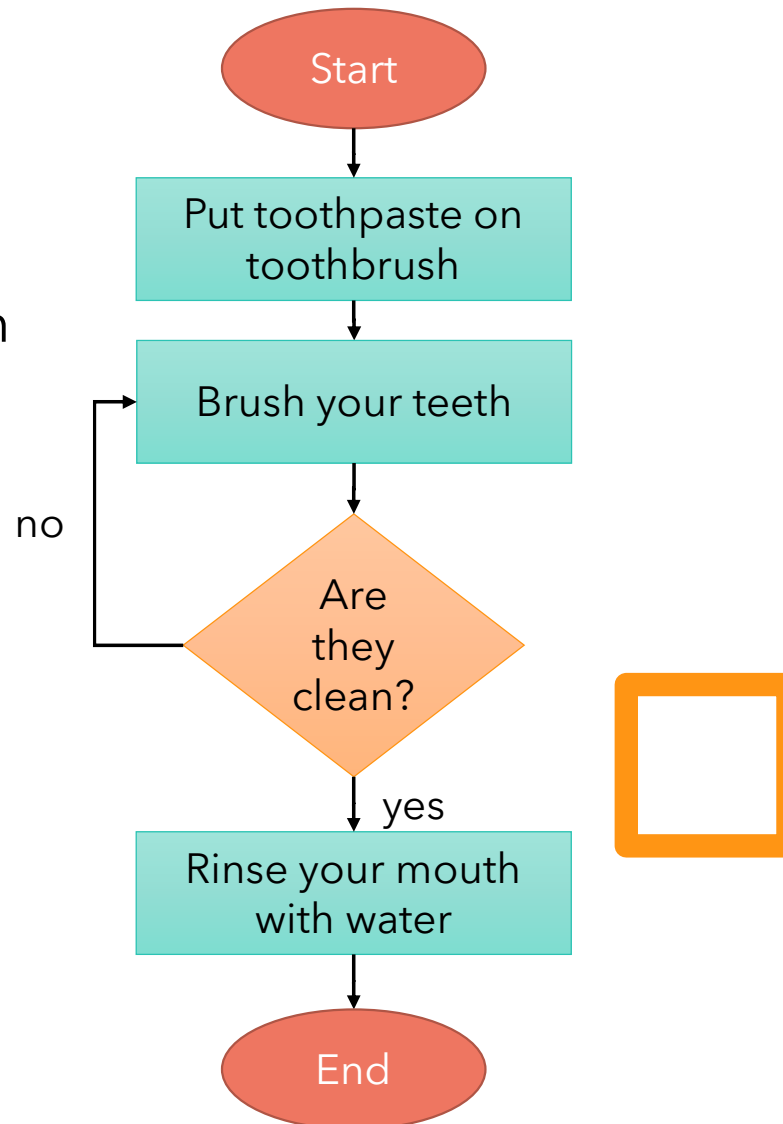 Start
Put toothpaste on
toothbrush
Brush your teeth
no
Are
they
clean?
yes
Rinse your mouth
with water
End